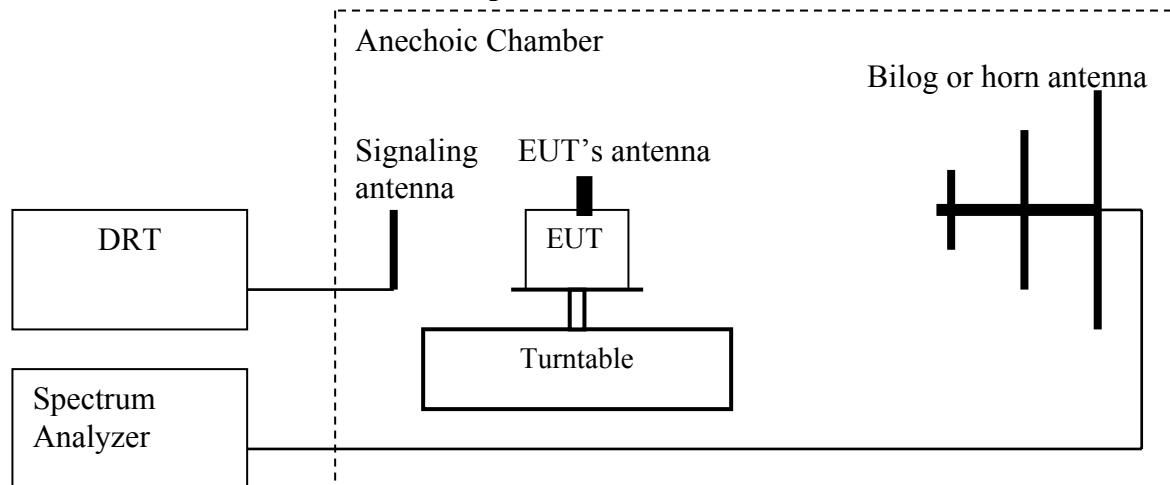 Anechoic Chamber
Bilog or horn antenna
Signaling
antenna
EUT’s antenna
DRT
EUT
Turntable
Spectrum
Analyzer